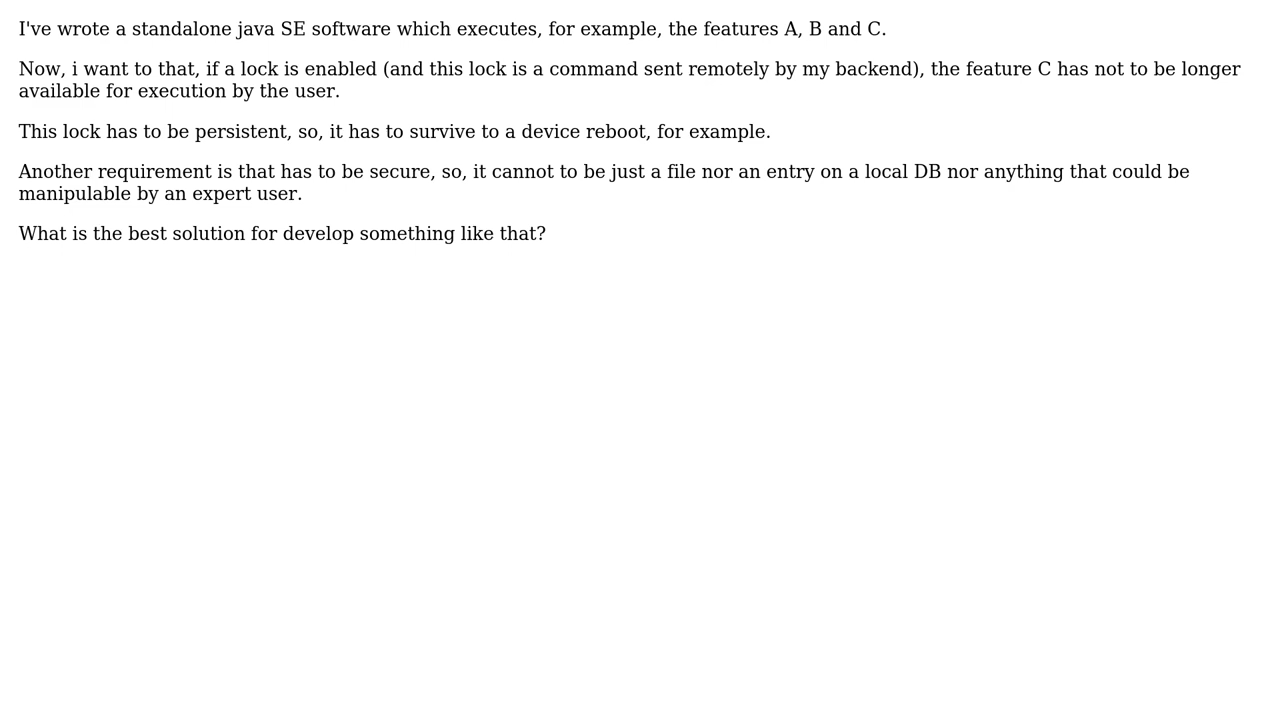 I've wrote a standalone java SE software which executes, for example, the features A, B and C.
Now, i want to that, if a lock is enabled (and this lock is a command sent remotely by my backend), the feature C has not to be longer
available for execution by the user.
This lock has to be persistent, so, it has to survive to a device reboot, for example.
Another requirement is that has to be secure, so, it cannot to be just a file nor an entry on a local DB nor anything that could be
manipulable by an expert user.
What is the best solution for develop something like that?